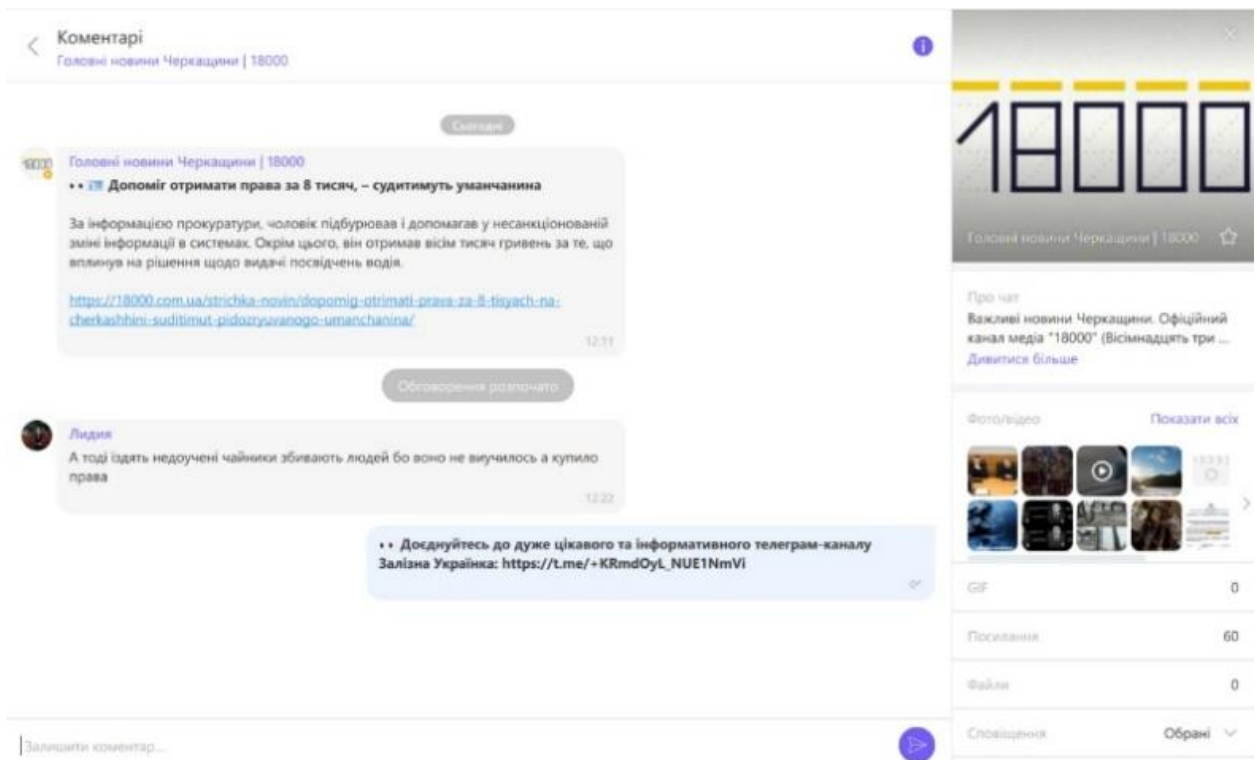 Коментарі
Головні новини Черкащини | 18000
Сьогодні
18000
Головні новини Черкащини | 18000
Допоміг отримати права за 8 тисяч, – судитимуть уманчанина
За інформацією прокуратури, чоловік підбурював і допомагав у несанкціонованій
зміні інформації в системах. Окрім цього, він отримав вісім тисяч гривень за те, що
вплинув на рішення щодо видачі посвідчень водія.
https://18000.com.ua/strichka-novin/dopomig-otrimati-prava-za-8-tisyach-na-
cherkashhini-suditimut-pidozryuvanogo-umanchanina/
12:11
Обговорення розпочато
Лидия
А тоді їздять недоучені чайники збивають людей бо воно не виучилось а купило
права
12:22
Доєднуйтесь до дуже цікавого та інформативного телеграм-каналу
Залізна Українка: https://t.me/+KRmdOyL_NUE1NmVi
Залишити коментар...
18000
Головні новини Черкащини | 18000
Про чат
Важливі новини Черкащини. Офіційний
канал медіа "18000" (Вісімнадцять три ...
Дивитися більше
Фото/відео
Показати всіх
GIF
0
Посилання
60
Файли
0
Сповіщення
Обрані